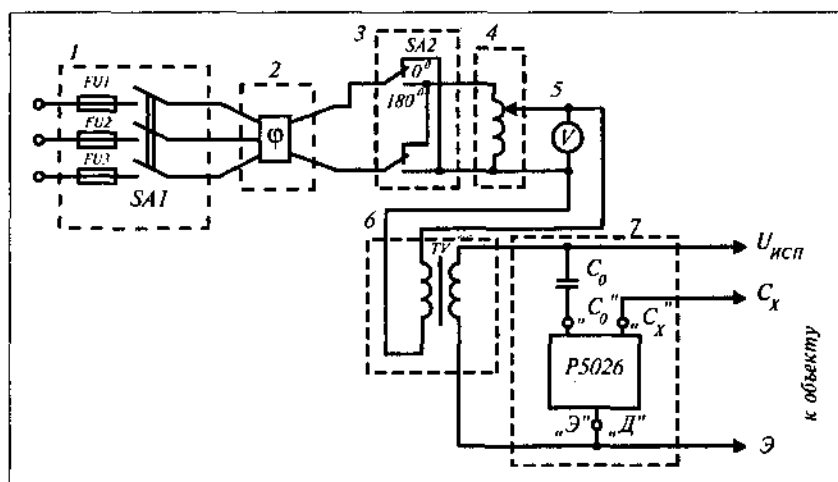 1
FU1
FU2
FU3
SA1
2
φ
3
SA2
0°
180°
4
5
V
6
TV
7
C₀
„C₀"
„Cₓ"
P5026
„Э"
„Д"
Uисп
Cₓ
Э
к объекту